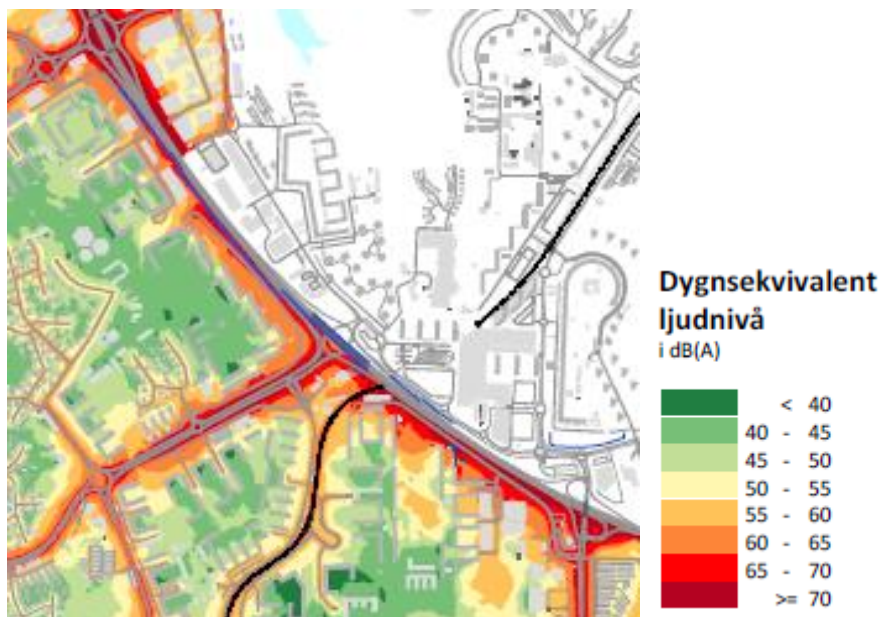 Dygnsekvivalent
ljudnivå
i dB(A)
< 40
40 - 45
45 - 50
50 - 55
55 - 60
60 - 65
65 - 70
>= 70